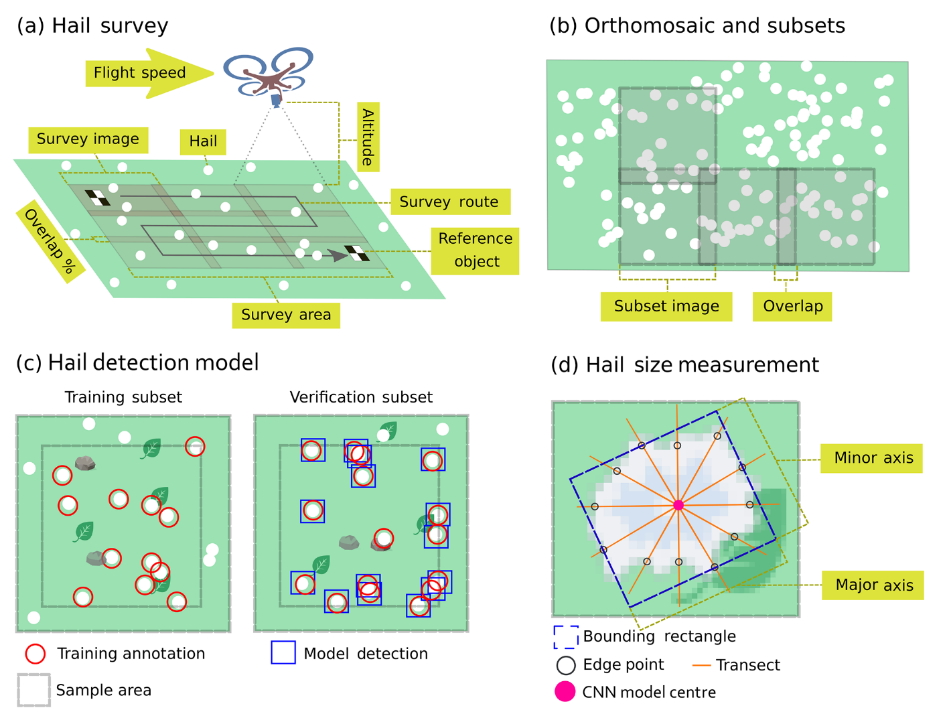 (a) Hail survey
Flight speed
Survey image
Hail
Altitude
Survey route
Overlap %
Reference
object
Survey area
(b) Orthomosaic and subsets
Subset image
Overlap
(c) Hail detection model
Training subset
Verification subset
Training annotation
Model detection
Sample area
(d) Hail size measurement
Minor axis
Major axis
Bounding rectangle
Edge point
Transect
CNN model centre